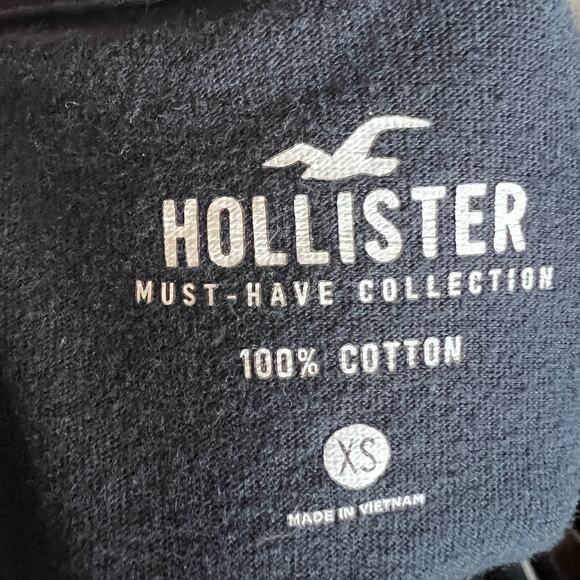 HOLLISTER
MUST-HAVE COLLECTION
100% COTTON
XS
MADE IN VIETNAM